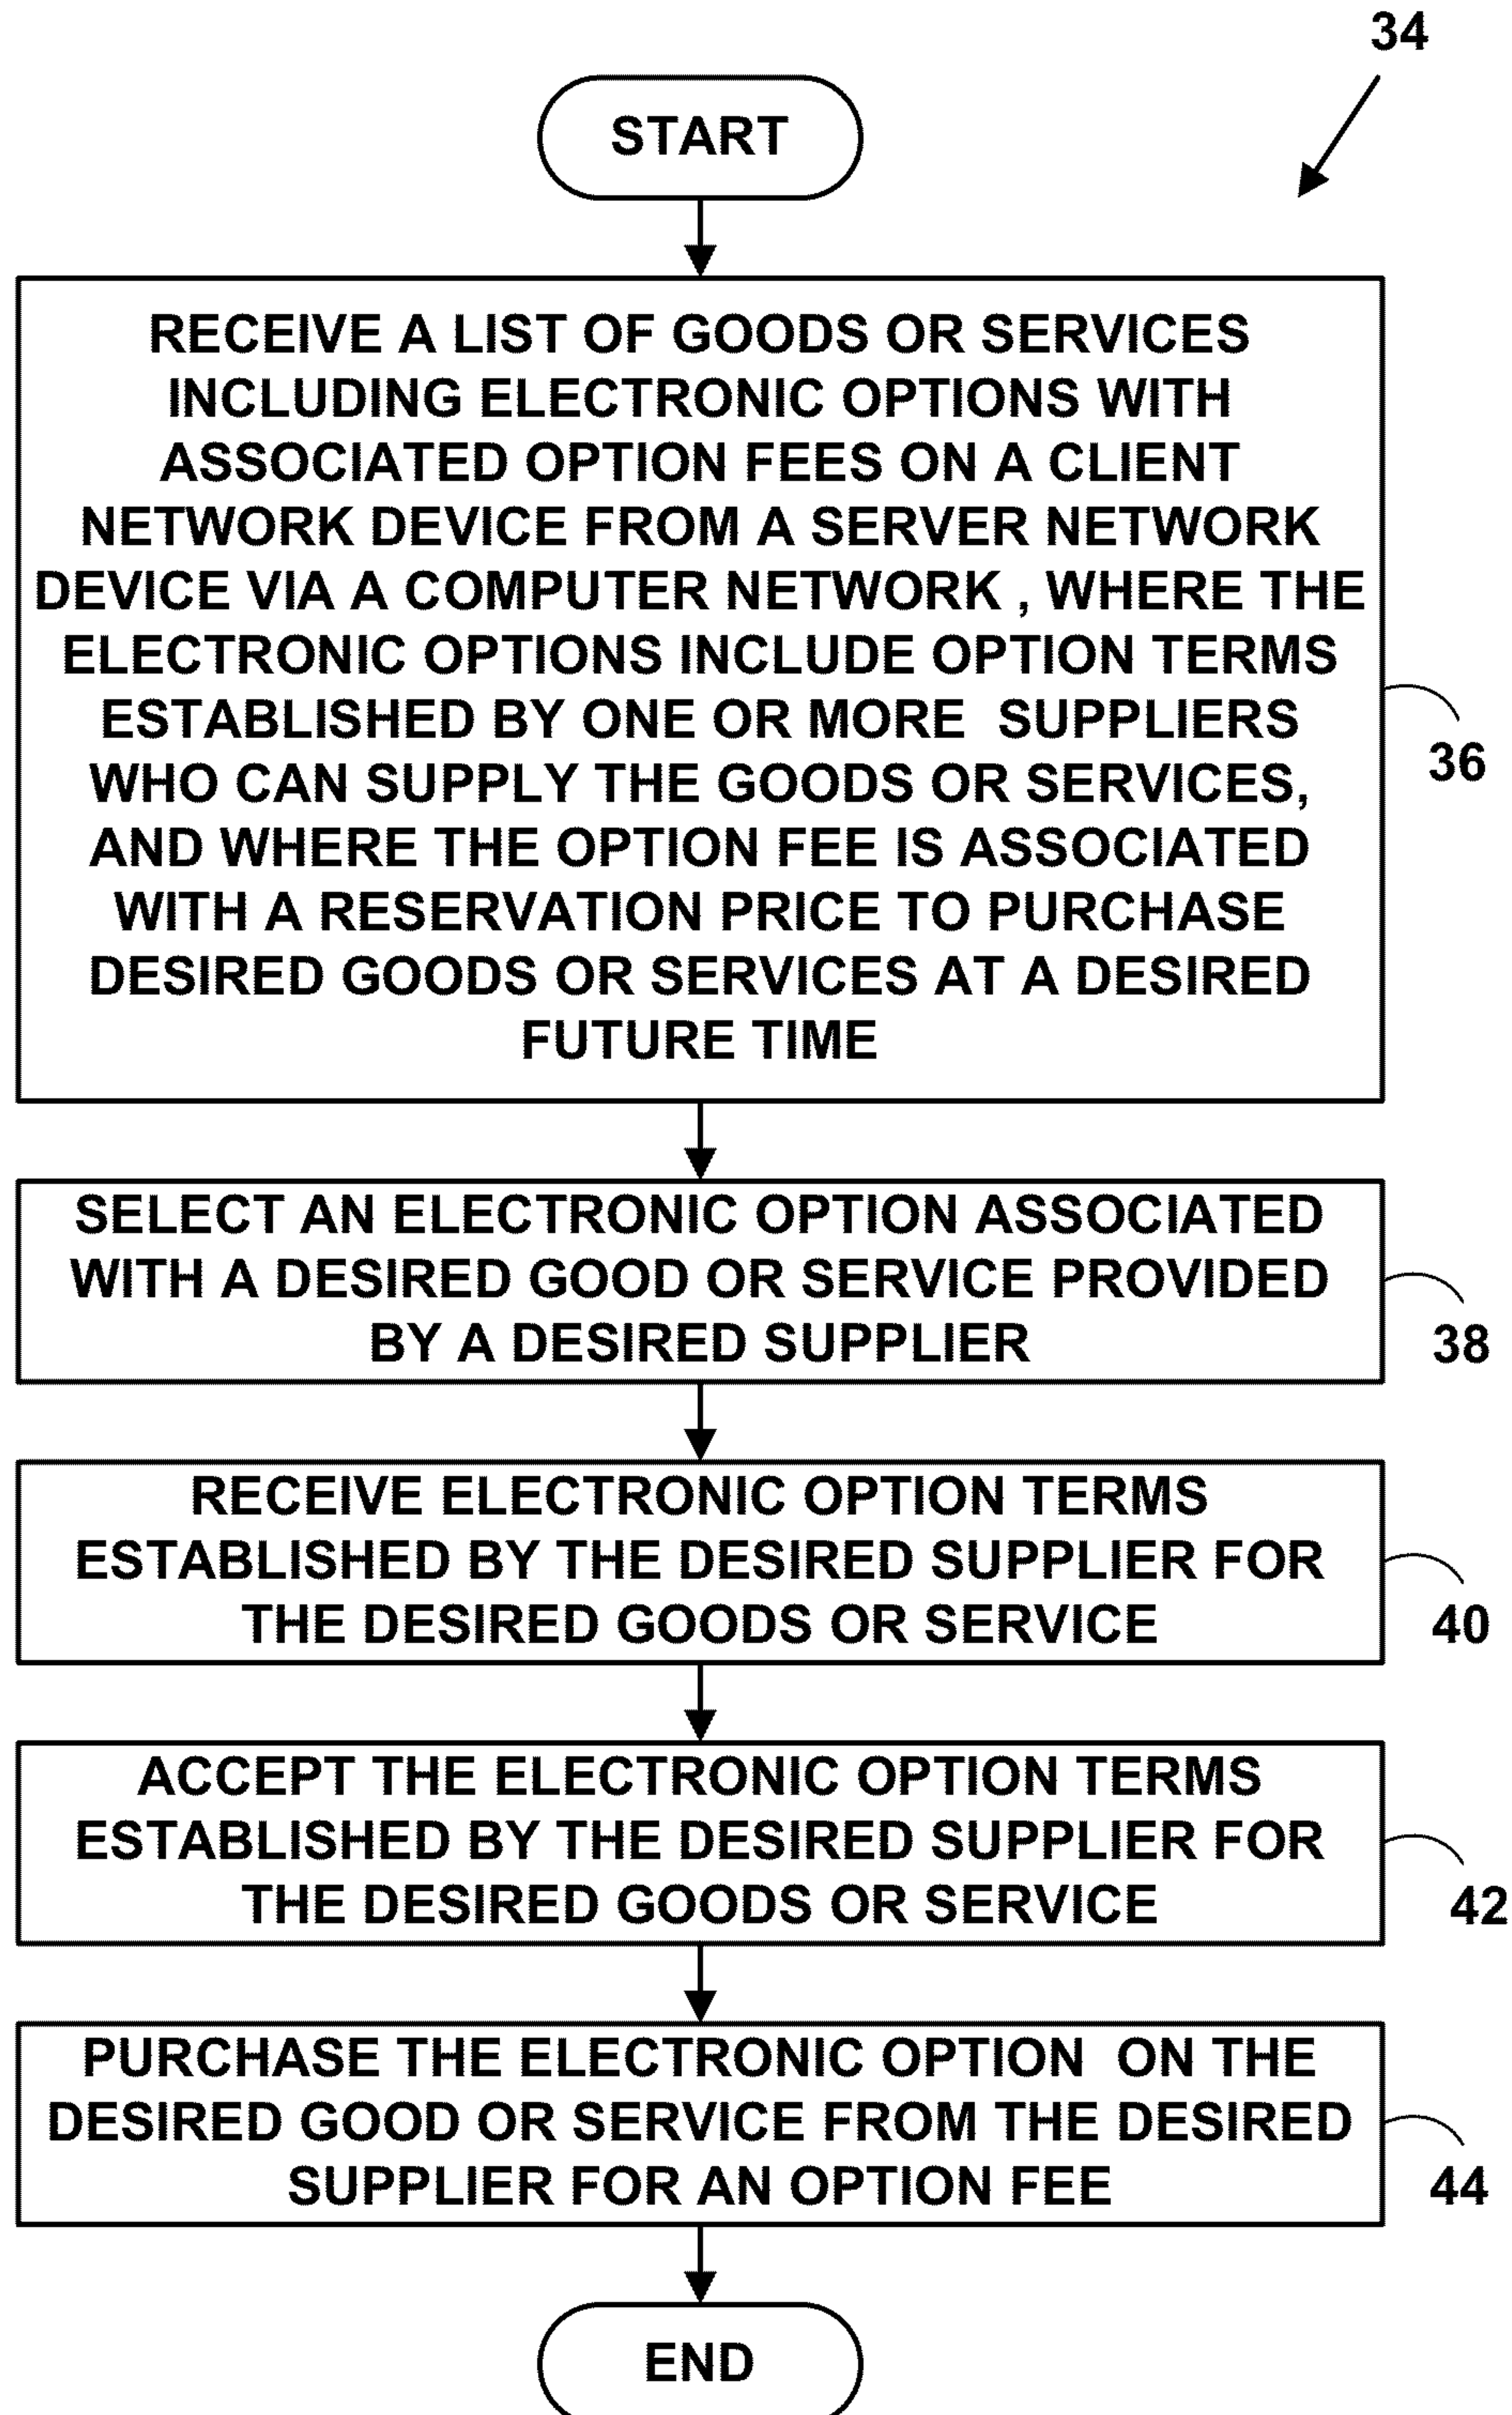 34
START
RECEIVE A LIST OF GOODS OR SERVICES
INCLUDING ELECTRONIC OPTIONS WITH
ASSOCIATED OPTION FEES ON A CLIENT
NETWORK DEVICE FROM A SERVER NETWORK
DEVICE VIA A COMPUTER NETWORK , WHERE THE
ELECTRONIC OPTIONS INCLUDE OPTION TERMS
ESTABLISHED BY ONE OR MORE SUPPLIERS
WHO CAN SUPPLY THE GOODS OR SERVICES,
AND WHERE THE OPTION FEE IS ASSOCIATED
WITH A RESERVATION PRICE TO PURCHASE
DESIRED GOODS OR SERVICES AT A DESIRED
FUTURE TIME
36
SELECT AN ELECTRONIC OPTION ASSOCIATED
WITH A DESIRED GOOD OR SERVICE PROVIDED
BY A DESIRED SUPPLIER
38
RECEIVE ELECTRONIC OPTION TERMS
ESTABLISHED BY THE DESIRED SUPPLIER FOR
THE DESIRED GOODS OR SERVICE
40
ACCEPT THE ELECTRONIC OPTION TERMS
ESTABLISHED BY THE DESIRED SUPPLIER FOR
THE DESIRED GOODS OR SERVICE
42
PURCHASE THE ELECTRONIC OPTION ON THE
DESIRED GOOD OR SERVICE FROM THE DESIRED
SUPPLIER FOR AN OPTION FEE
44
END